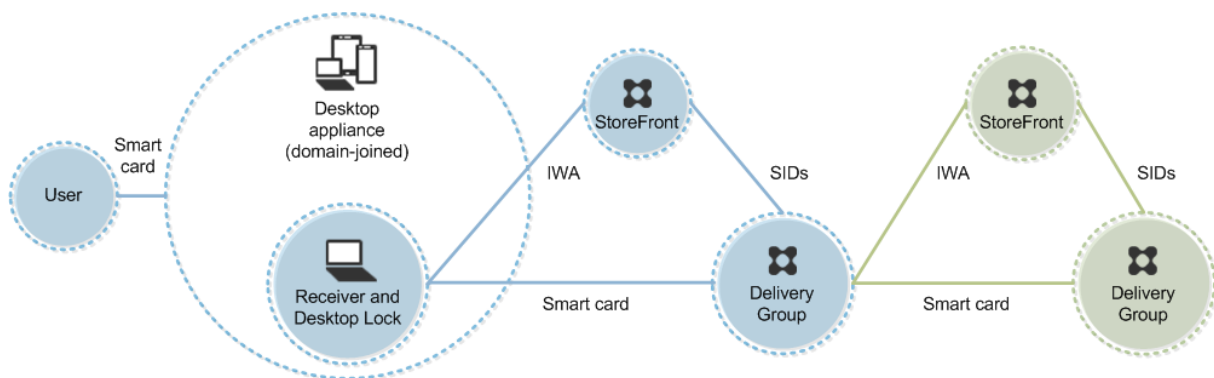 User
Smart
card
Desktop
appliance
(domain-joined)
Receiver and
Desktop Lock
StoreFront
IWA
SIDs
Smart card
Delivery
Group
StoreFront
IWA
SIDs
Smart card
Delivery
Group